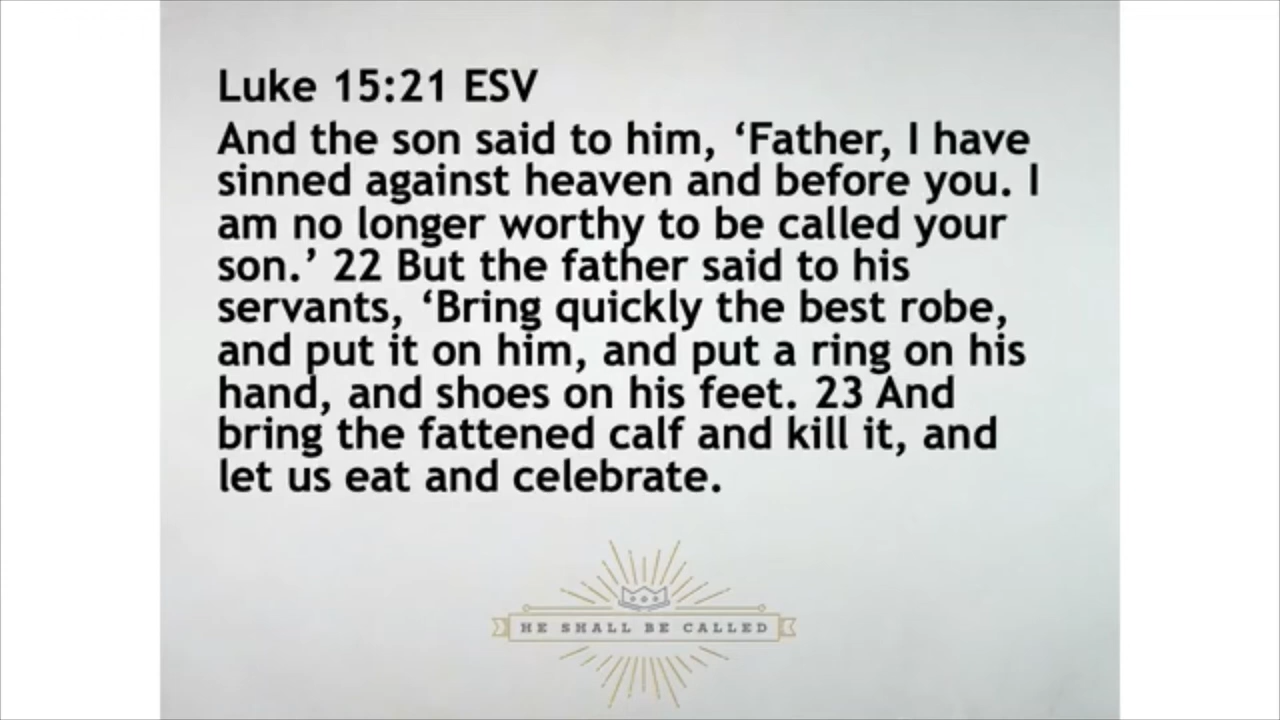 Luke 15:21 ESV
And the son said to him, ‘Father, I have
sinned against heaven and before you. I
am no longer worthy to be called your
son.’ 22 But the father said to his
servants, ‘Bring quickly the best robe,
and put it on him, and put a ring on his
hand, and shoes on his feet. 23 And
bring the fattened calf and kill it, and
let us eat and celebrate.
HE SHALL BE CALLED